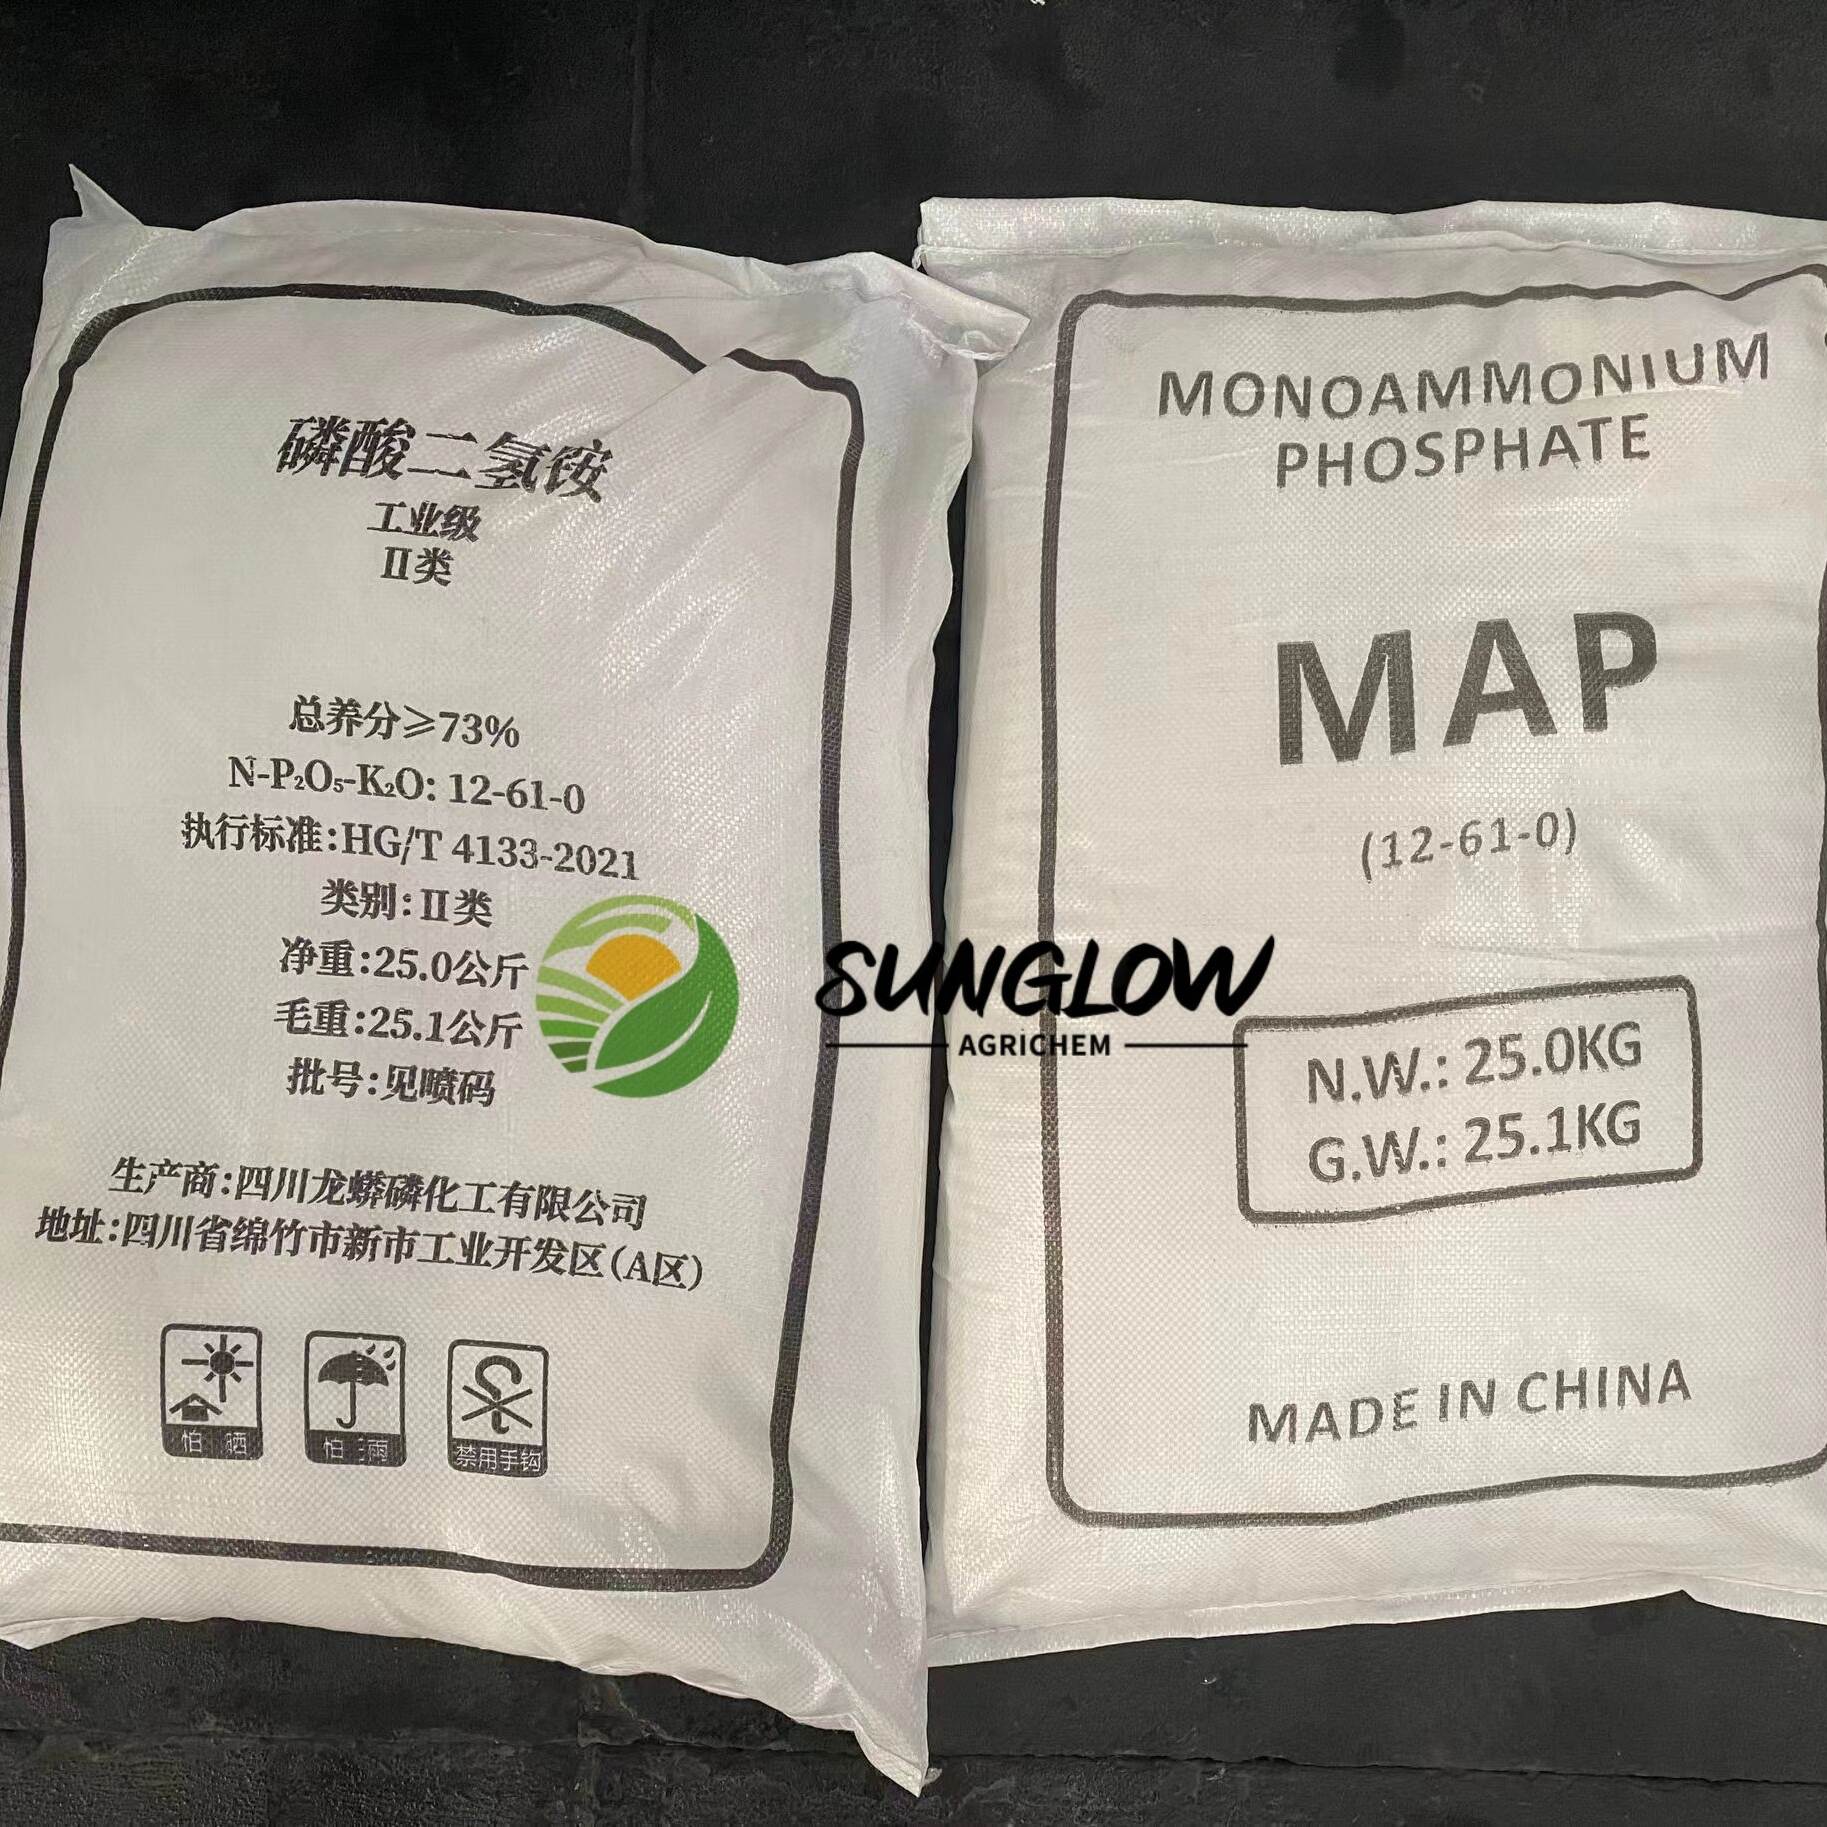 磷酸二氢铵
工业级
II类
总养分≥73%
N-P₂O₅-K₂O: 12-61-0
执行标准:HG/T 4133-2021
类别:II类
净重:25.0公斤
毛重:25.1公斤
批号:见喷码
生产商:四川龙蟒磷化工有限公司
地址:四川省绵竹市新市工业开发区(A区)
怕晒
怕雨
禁用手钩
SUNGLOW
AGRICHEM
MONOAMMONIUM
PHOSPHATE
MAP
(12-61-0)
N.W.: 25.0KG
G.W.: 25.1KG
MADE IN CHINA